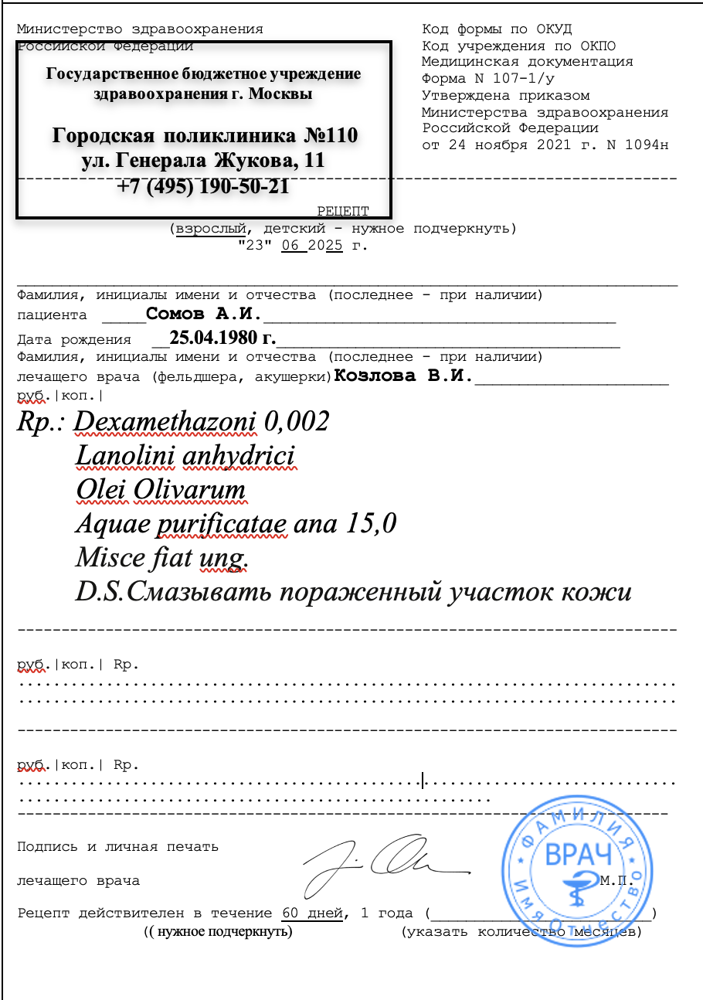 Министерство здравоохранения
Российской Федерации
Государственное бюджетное учреждение
здравоохранения г. Москвы
Городская поликлиника №110
ул. Генерала Жукова, 11
+7 (495) 190-50-21
Код формы по ОКУД
Код учреждения по ОКПО
Медицинская документация
Форма N 107-1/у
Утверждена приказом
Министерства здравоохранения
Российской Федерации
от 24 ноября 2021 г. N 1094н
РЕЦЕПТ
(взрослый, детский - нужное подчеркнуть)
"23" 06 2025 г.
Фамилия, инициалы имени и отчества (последнее - при наличии)
пациента _____Сомов А.И.________________________________________
Дата рождения __25.04.1980 г._______________________________________
Фамилия, инициалы имени и отчества (последнее - при наличии)
лечащего врача (фельдшера, акушерки)Козлова В.И.______________________
руб.|коп.|
Rp.: Dexamethazoni 0,002
Lanolini anhydrici
Olei Olivarum
Aquae purificatae ana 15,0
Misce fiat ung.
D.S.Смазывать пораженный участок кожи
руб.|коп.| Rp.
руб.|коп.| Rp.
Подпись и личная печать
лечащего врача
М.П.
ФАМИЛИЯ
ВРАЧ
Имя Отчество
Рецепт действителен в течение 60 дней, 1 года (_________________________)
(( нужное подчеркнуть) (указать количество месяцев)